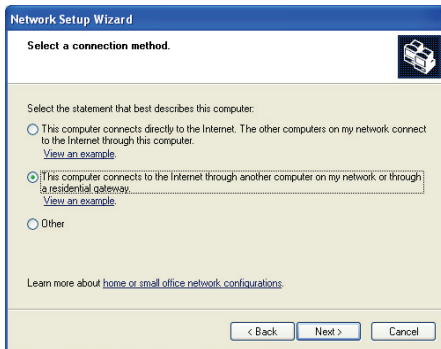 Network Setup Wizard
Select a connection method.
Select the statement that best describes this computer:
This computer connects directly to the Internet. The other computers on my network connect
to the Internet through this computer.
View an example.
This computer connects to the Internet through another computer on my network or through
a residential gateway.
View an example.
Other
Learn more about home or small office network configurations.
< Back
Next >
Cancel